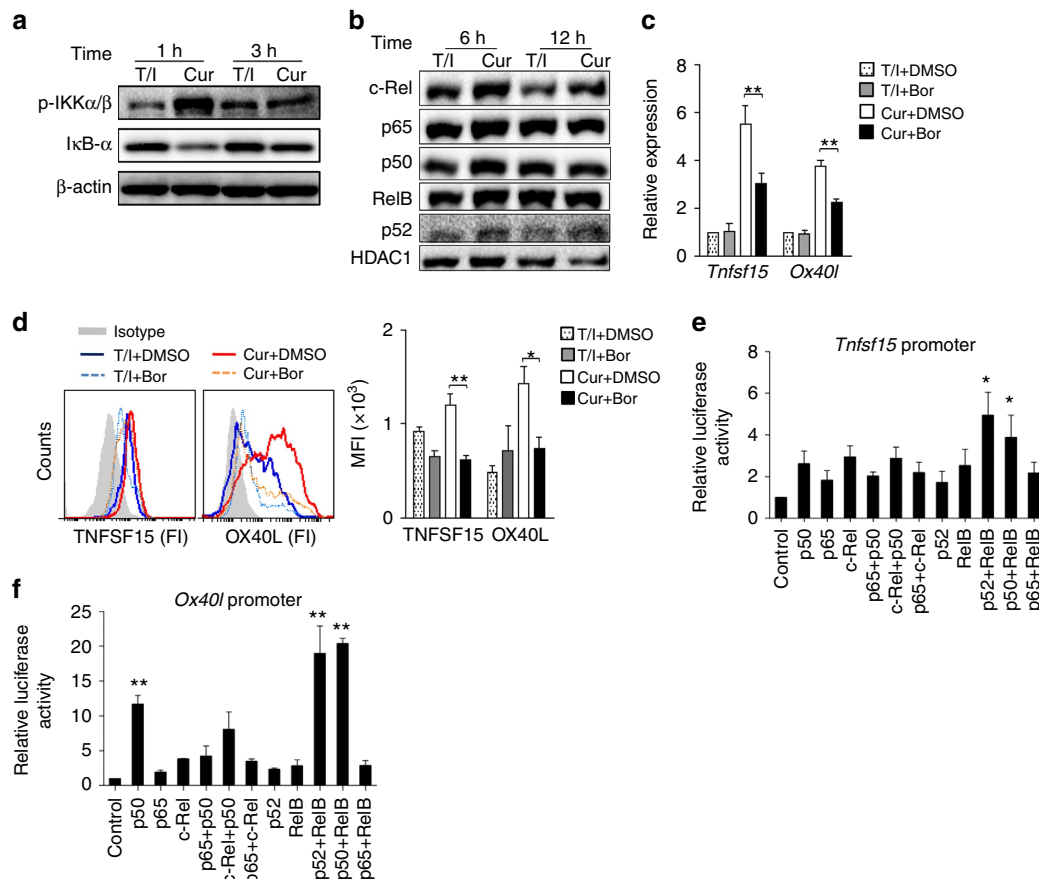 a
Time 1 h 3 h
T/I Cur T/I Cur
p-IKKα/β
IκB-α
β-actin
b
Time 6 h 12 h
T/I Cur T/I Cur
c-Rel
p65
p50
RelB
p52
HDAC1
c
Relative expression
8
6
4
2
0
Tnfsf15 Ox40l
** **
T/I+DMSO
T/I+Bor
Cur+DMSO
Cur+Bor
d
Isotype
T/I+DMSO Cur+DMSO
T/I+Bor Cur+Bor
Counts
TNFSF15 (FI) OX40L (FI)
MFI (×10³)
2
1
0
** *
TNFSF15 OX40L
T/I+DMSO
T/I+Bor
Cur+DMSO
Cur+Bor
e
Tnfsf15 promoter
Relative luciferase
activity
8
6
4
2
0
* *
Control
p50
p65
c-Rel
p65+p50
c-Rel+p50
p65+c-Rel
p52
RelB
p52+RelB
p50+RelB
p65+RelB
f
Ox40l promoter
Relative luciferase
activity
25
20
15
10
5
0
** ** **
Control
p50
p65
c-Rel
p65+p50
c-Rel+p50
p65+c-Rel
p52
RelB
p52+RelB
p50+RelB
p65+RelB